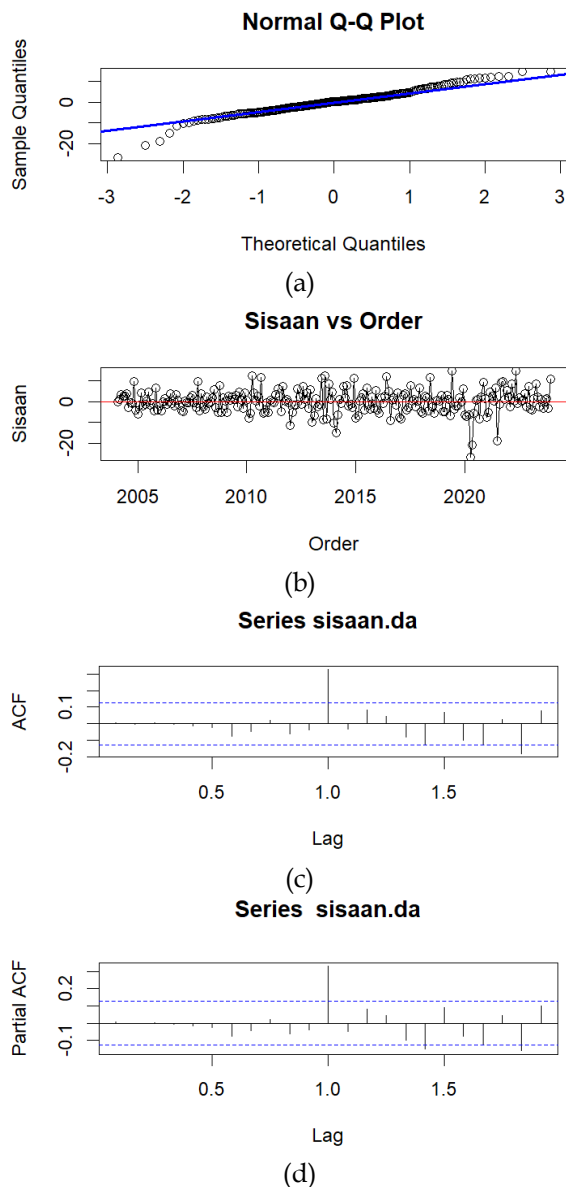 Normal Q-Q Plot
Sample Quantiles
0
-20
-3 -2 -1 0 1 2 3
Theoretical Quantiles
(a)
Sisaan vs Order
Sisaan
0
-20
2005 2010 2015 2020
Order
(b)
Series sisaan.da
ACF
0.1
-0.2
0.5 1.0 1.5
Lag
(c)
Series sisaan.da
Partial ACF
0.2
-0.1
0.5 1.0 1.5
Lag
(d)